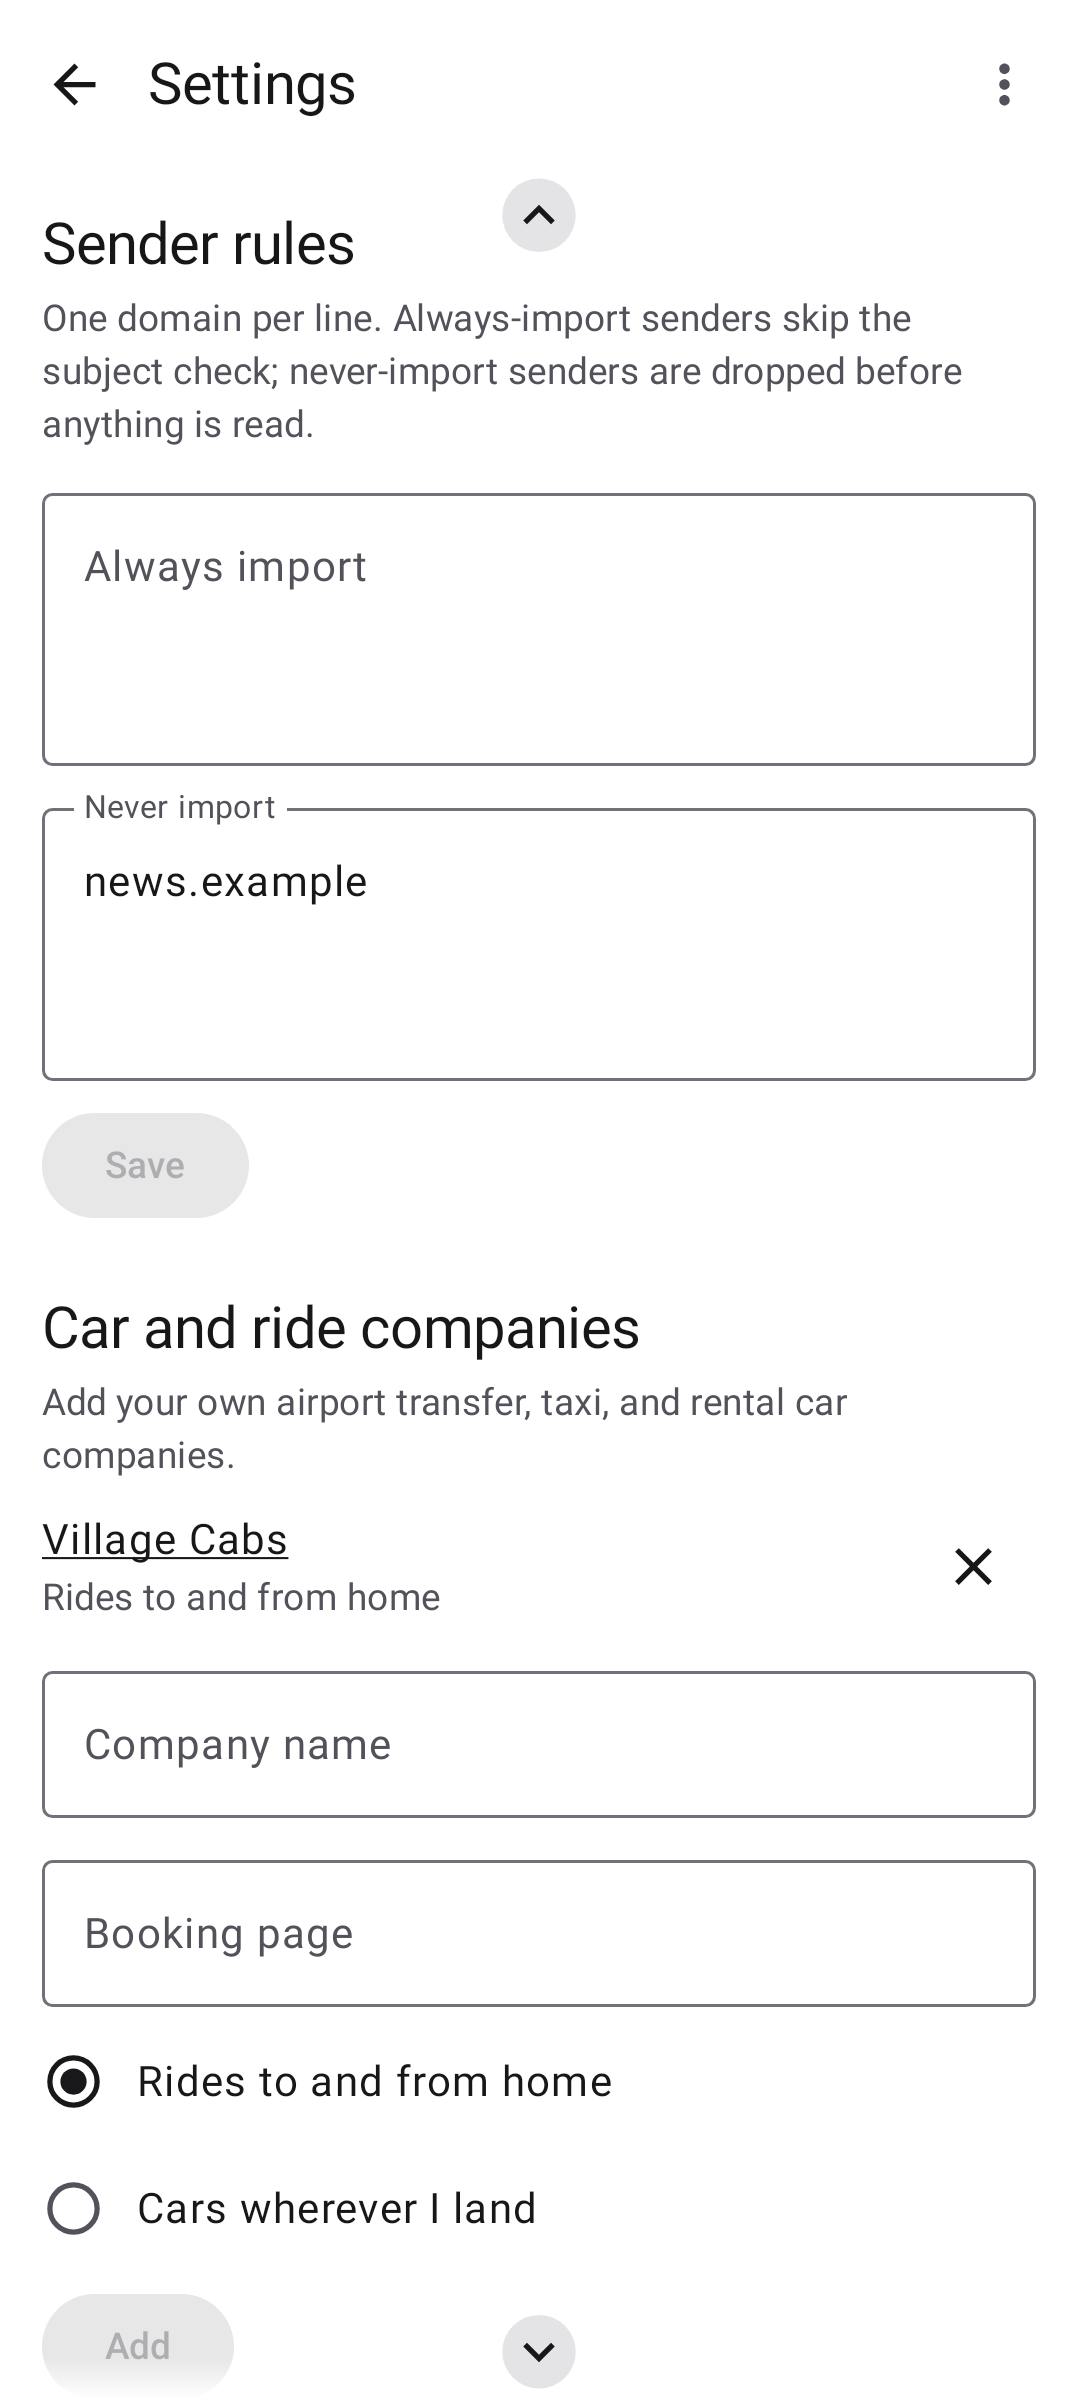 Settings
Sender rules
One domain per line. Always-import senders skip the
subject check; never-import senders are dropped before
anything is read.
Always import
Never import
news.example
Save
Car and ride companies
Add your own airport transfer, taxi, and rental car
companies.
Village Cabs
Rides to and from home
Company name
Booking page
Rides to and from home
Cars wherever I land
Add